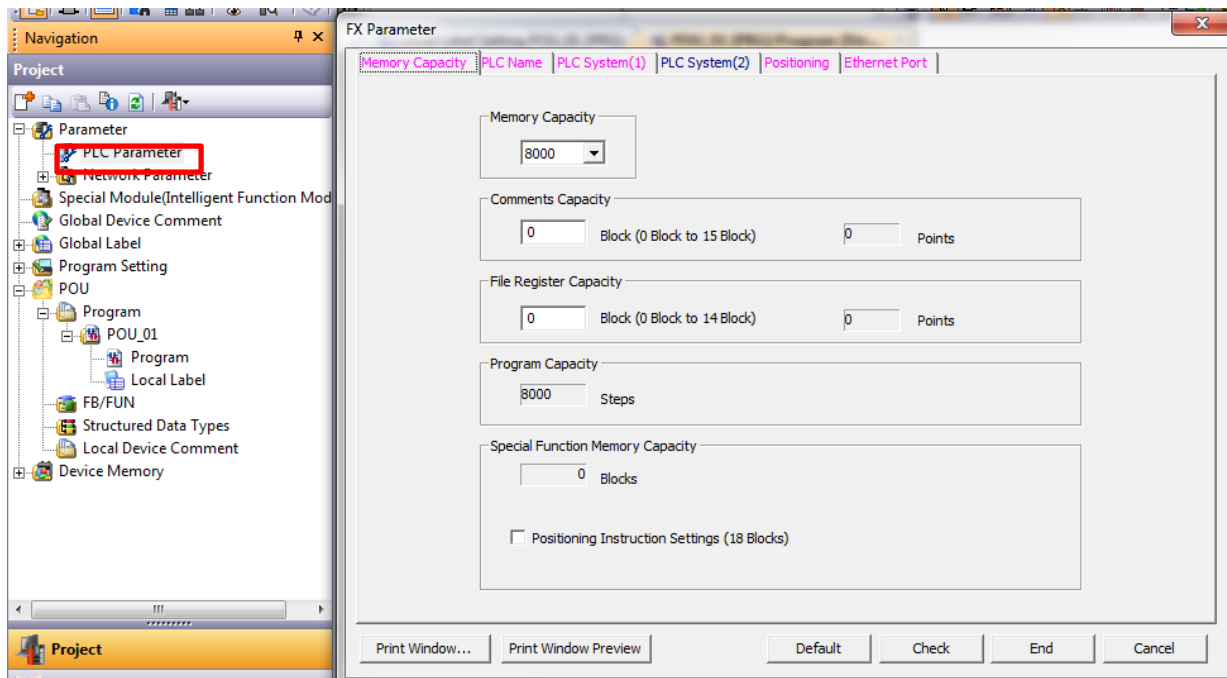 Navigation
Project
Parameter
PLC Parameter
Network Parameter
Special Module(Intelligent Function Mod
Global Device Comment
Global Label
Program Setting
POU
Program
POU_01
Program
Local Label
FB/FUN
Structured Data Types
Local Device Comment
Device Memory
Project
FX Parameter
Memory Capacity PLC Name PLC System(1) PLC System(2) Positioning Ethernet Port
Memory Capacity
8000
Comments Capacity
0 Block (0 Block to 15 Block) 0 Points
File Register Capacity
0 Block (0 Block to 14 Block) 0 Points
Program Capacity
8000 Steps
Special Function Memory Capacity
0 Blocks
Positioning Instruction Settings (18 Blocks)
Print Window... Print Window Preview Default Check End Cancel